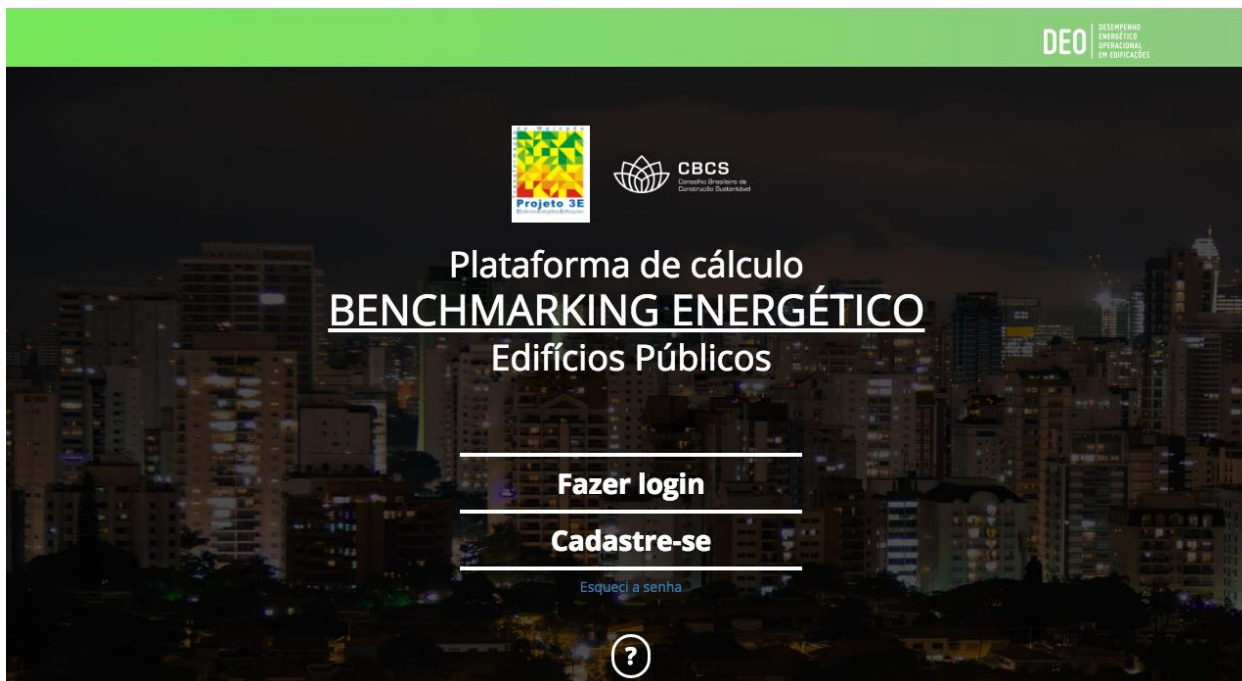 DEO
DESEMPENHO
ENERGÉTICO
OPERACIONAL
EM EDIFICAÇÕES
Projeto 3E
CBCS
Conselho Brasileiro de
Construção Sustentável
Plataforma de cálculo
BENCHMARKING ENERGÉTICO
Edifícios Públicos
Fazer login
Cadastre-se
Esqueci a senha
?